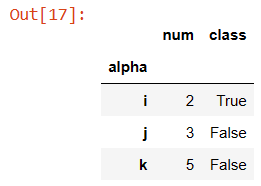 Out[17]:
num class
alpha
i 2 True
j 3 False
k 5 False